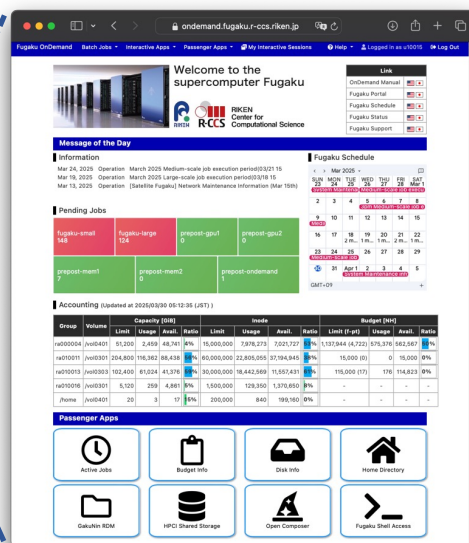 ondemand.fugaku.r-ccs.riken.jp
Fugaku OnDemand Batch Jobs Interactive Apps Passenger Apps My Interactive Sessions Help Logged in as u10015 Log Out
Welcome to the
supercomputer Fugaku
RIKEN R-CCS
RIKEN
Center for
Computational Science
Link
OnDemand Manual
Fugaku Portal
Fugaku Schedule
Fugaku Status
Fugaku Support
Message of the Day
Information
Mar 24, 2025 Operation March 2025 Medium-scale job execution period(03/21 15
Mar 19, 2025 Operation March 2025 Large-scale job execution period(03/18 15
Mar 13, 2025 Operation [Satellite Fugaku] Network Maintenance Information (Mar 15th)
Fugaku Schedule
Mar 2025
SUN MON TUE WED THU FRI SAT
23 24 25 26 27 28 Mar 1
2 3 4 5 6 7 8
9 10 11 12 13 14 15
16 17 18 19 20 21 22
2 m... 1 m... 1 m... 2 m... 1 m...
23 24 25 26 27 28 29
Medium-scale job
30 31 Apr 1 2 3 4 5
System Maintenance
GMT+09
Pending Jobs
fugaku-small
148
fugaku-large
124
prepost-gpu1
0
prepost-gpu2
0
prepost-mem1
7
prepost-mem2
0
prepost-ondemand
1
Accounting (Updated at 2025/03/30 05:12:35 (JST) )
Group Volume Capacity [GiB] Inode Budget [NH]
Limit Usage Avail. Ratio Limit Usage Avail. Ratio Limit (f-pt) Usage Avail. Ratio
ra000004 /vol0401 51,200 2,459 48,741 4% 15,000,000 7,978,273 7,021,727 1,137,944 (4,722) 575,376 562,567
ra010011 /vol0301 204,800 116,362 88,438 60,000,000 22,805,055 37,194,945 15,000 (0) 0 15,000 0%
ra010013 /vol0303 102,400 61,024 41,376 30,000,000 18,442,569 11,557,431 115,000 (17) 176 114,823 0%
ra010016 /vol0301 5,120 259 4,861 5% 1,500,000 129,350 1,370,650 8% - - - -
/home /vol0401 20 3 17 15% 200,000 840 199,160 0% - - - -
Passenger Apps
Active Jobs
Budget Info
Disk Info
Home Directory
GakuNin RDM
HPCI Shared Storage
Open Composer
Fugaku Shell Access